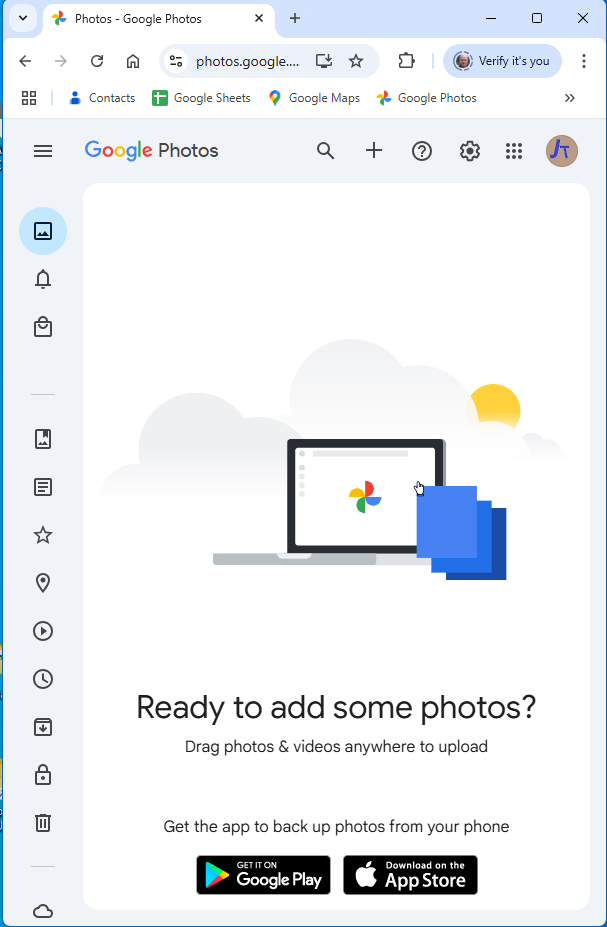 Photos - Google Photos
photos.google....
Verify it's you
Contacts
Google Sheets
Google Maps
Google Photos
Google Photos
JT
Ready to add some photos?
Drag photos & videos anywhere to upload
Get the app to back up photos from your phone
GET IT ON
Google Play
Download on the
App Store